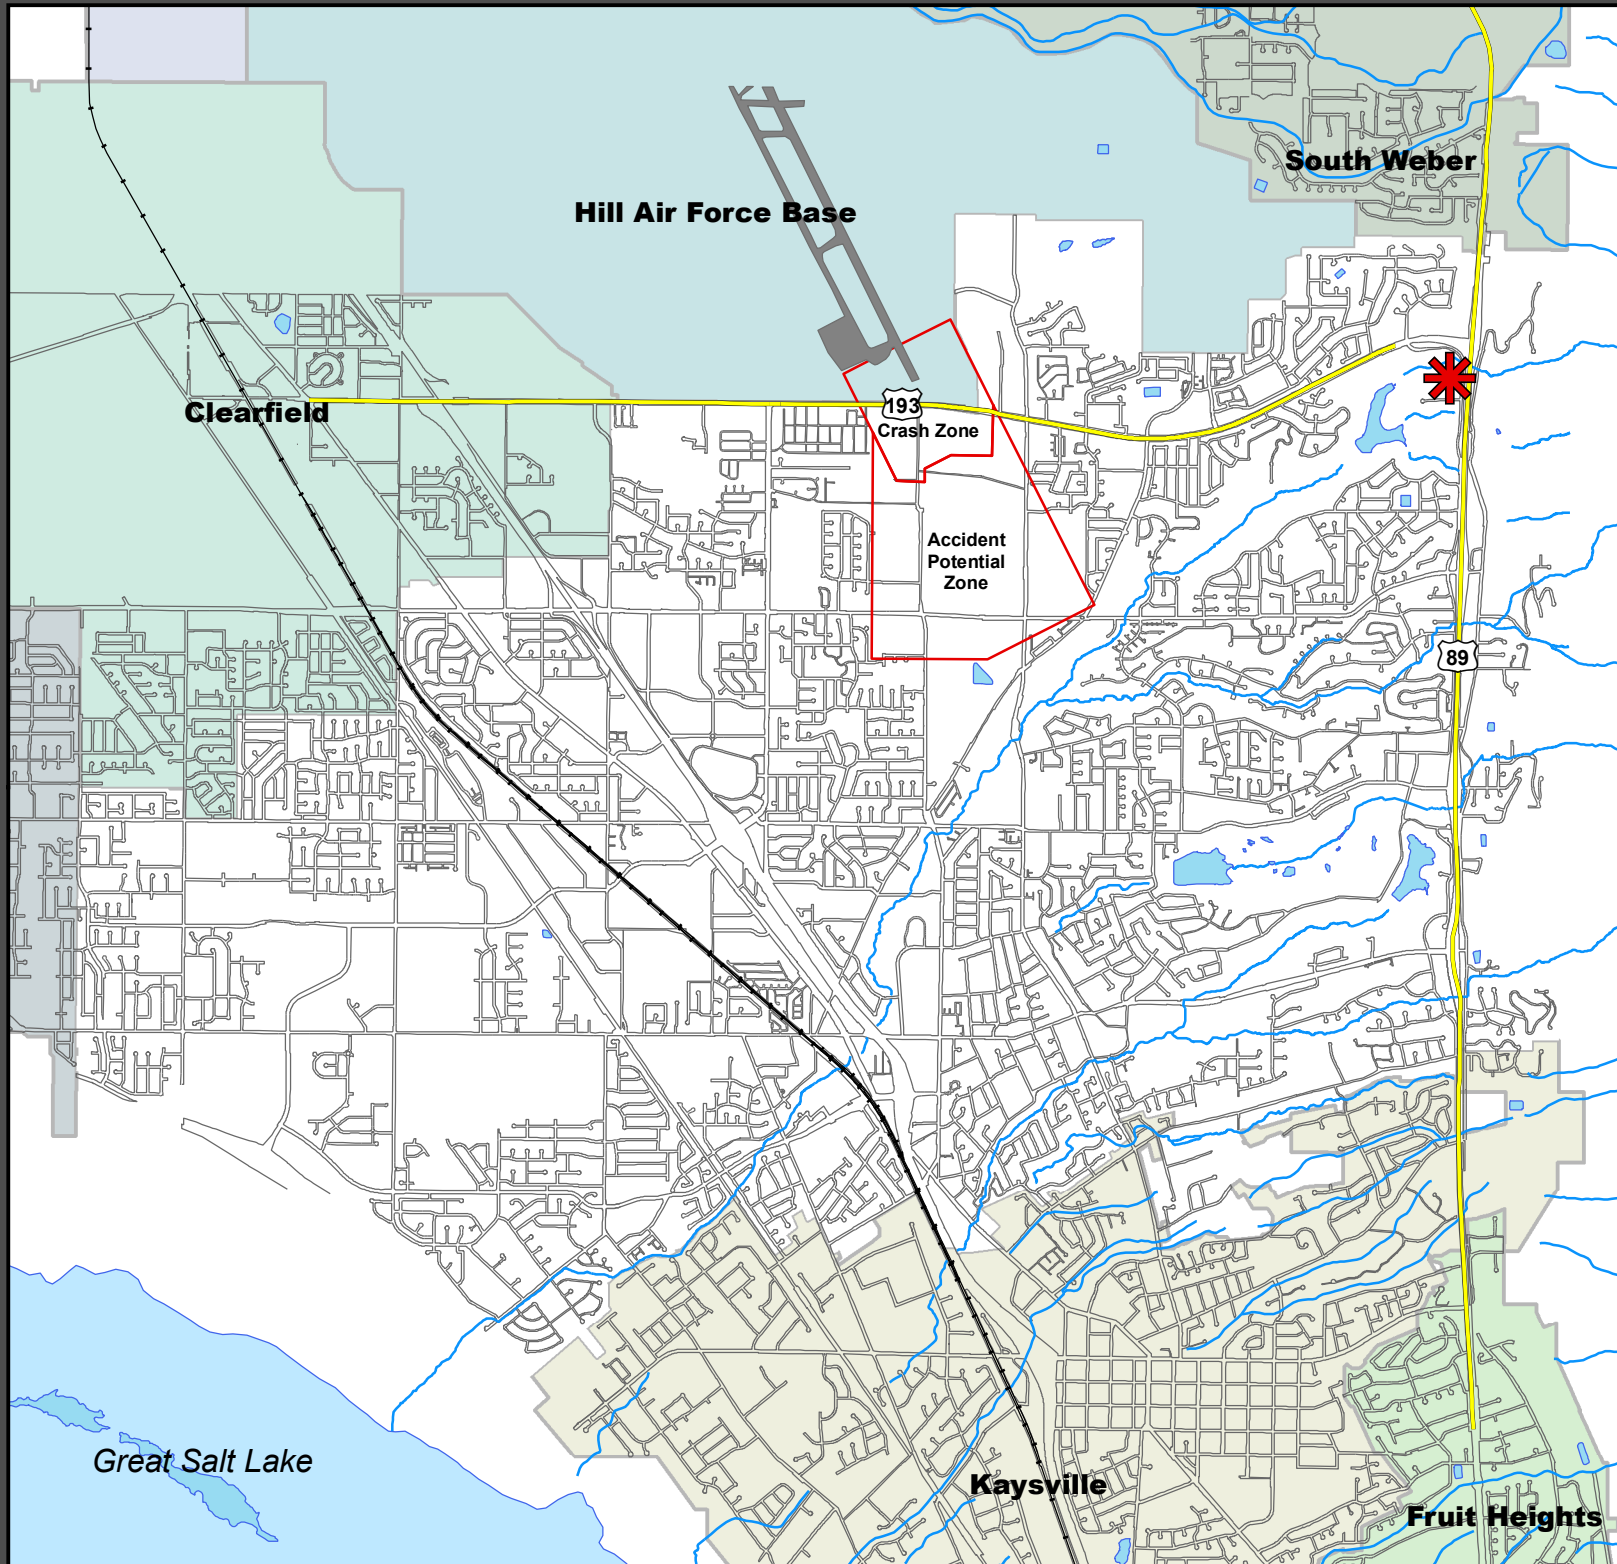 South Weber
Hill Air Force Base
Clearfield
193
Crash Zone
Accident
Potential
Zone
89
Great Salt Lake
Kaysville
Fruit Heights